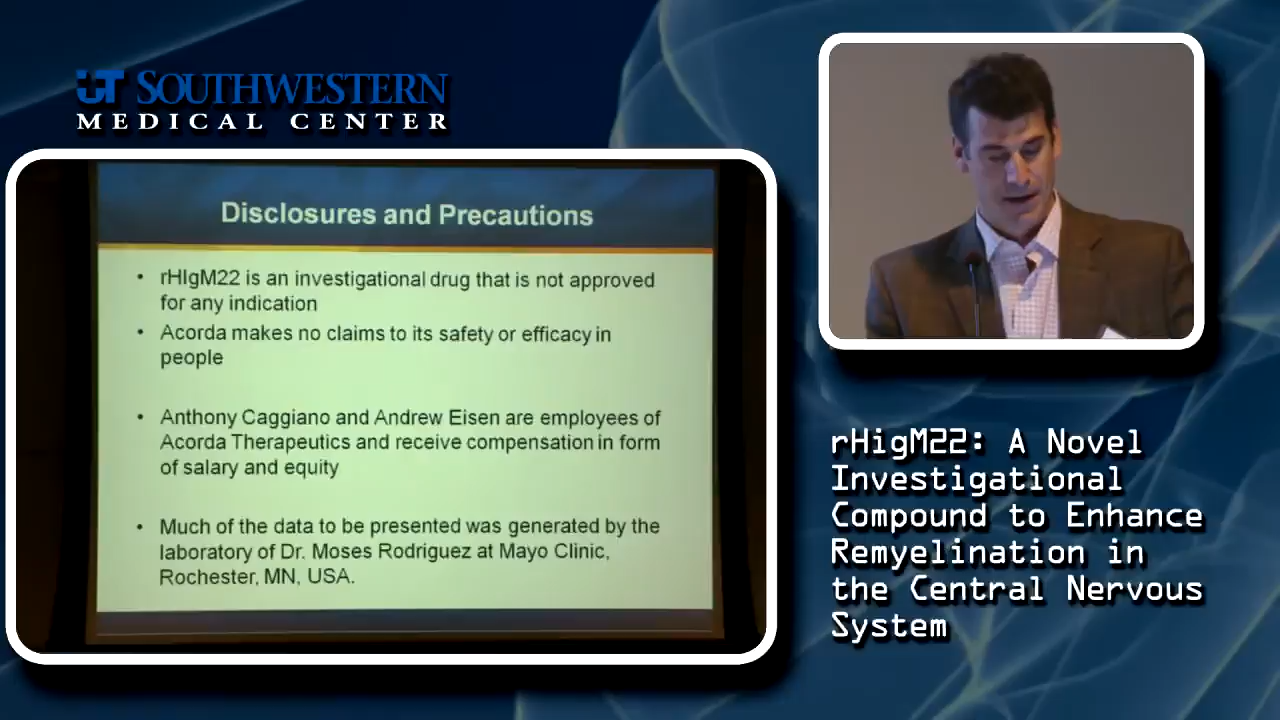 UT SOUTHWESTERN
MEDICAL CENTER
Disclosures and Precautions
• rHIgM22 is an investigational drug that is not approved
for any indication
• Acorda makes no claims to its safety or efficacy in
people
• Anthony Caggiano and Andrew Eisen are employees of
Acorda Therapeutics and receive compensation in form
of salary and equity
• Much of the data to be presented was generated by the
laboratory of Dr. Moses Rodriguez at Mayo Clinic,
Rochester, MN, USA.
rHigM22: A Novel
Investigational
Compound to Enhance
Remyelination in
the Central Nervous
System